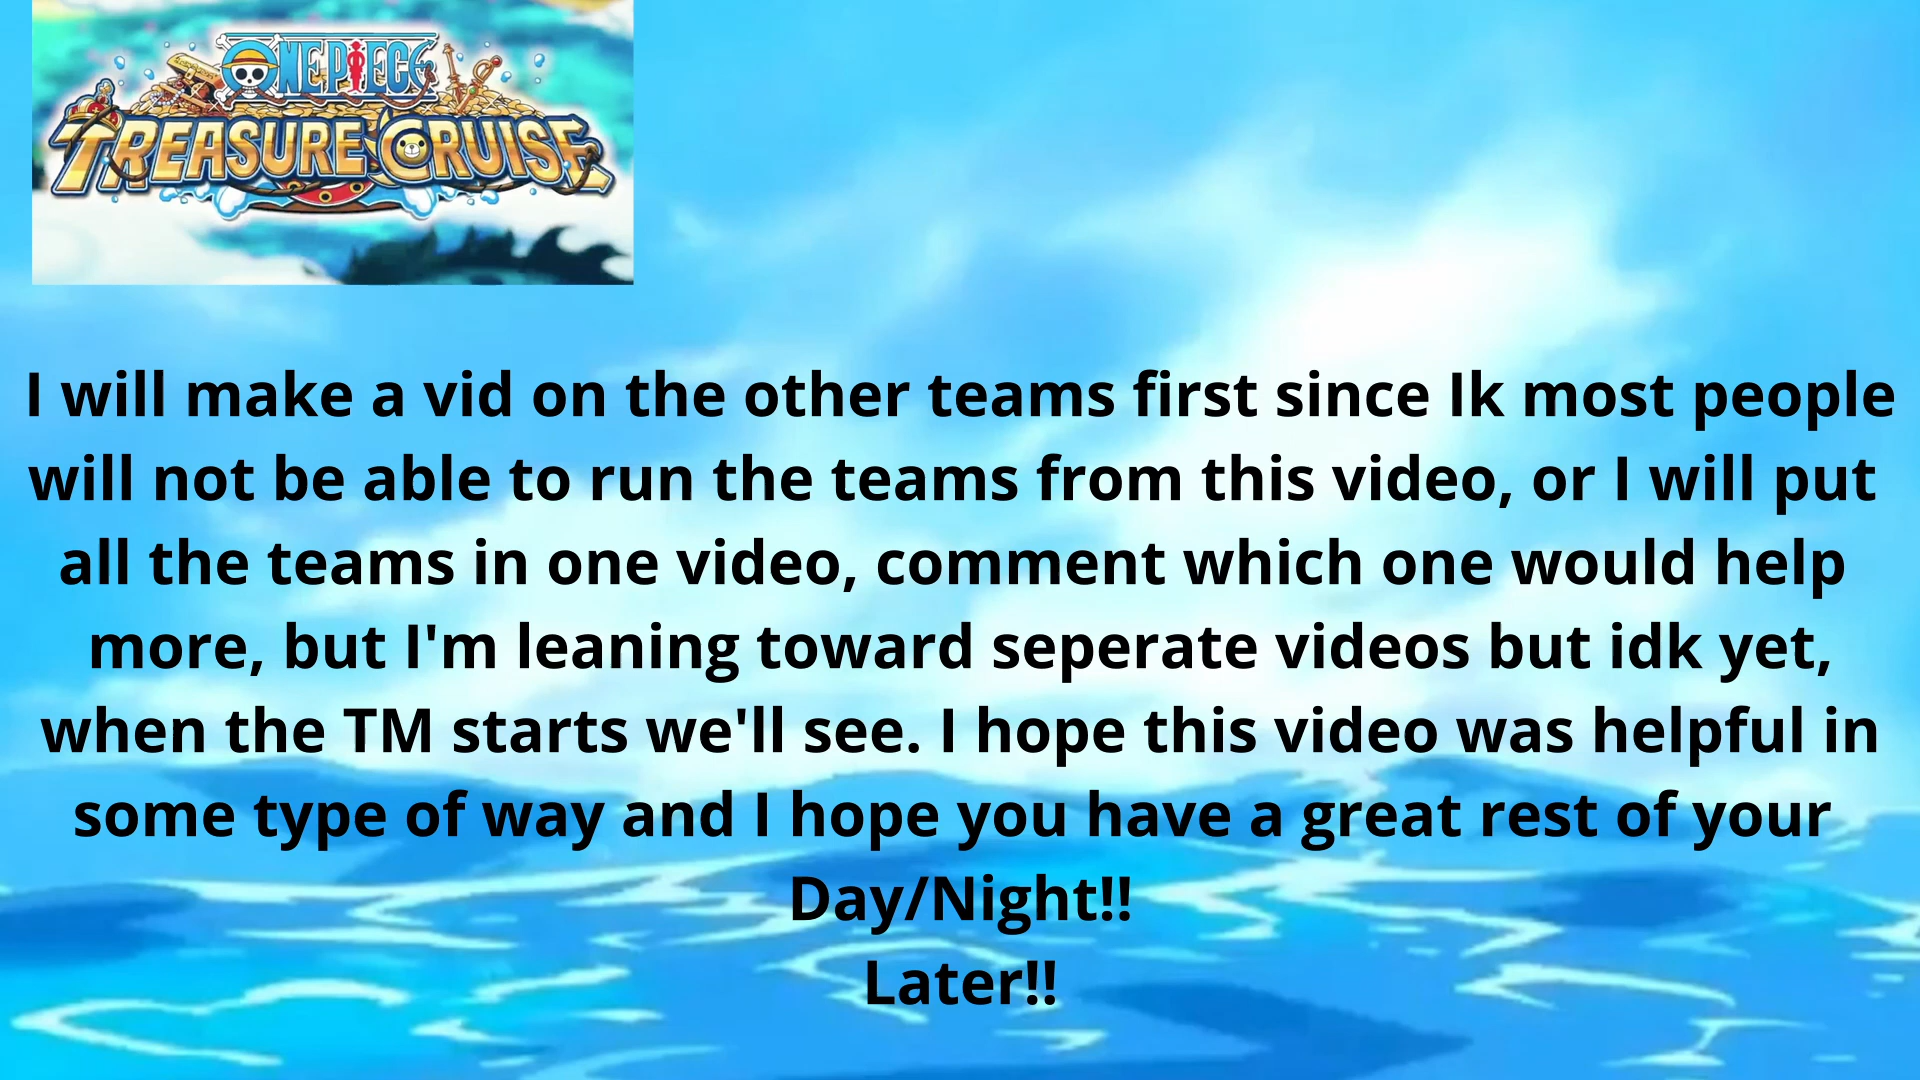 ONE PIECE
TREASURE CRUISE
I will make a vid on the other teams first since Ik most people
will not be able to run the teams from this video, or I will put
all the teams in one video, comment which one would help
more, but I'm leaning toward seperate videos but idk yet,
when the TM starts we'll see. I hope this video was helpful in
some type of way and I hope you have a great rest of your
Day/Night!!
Later!!